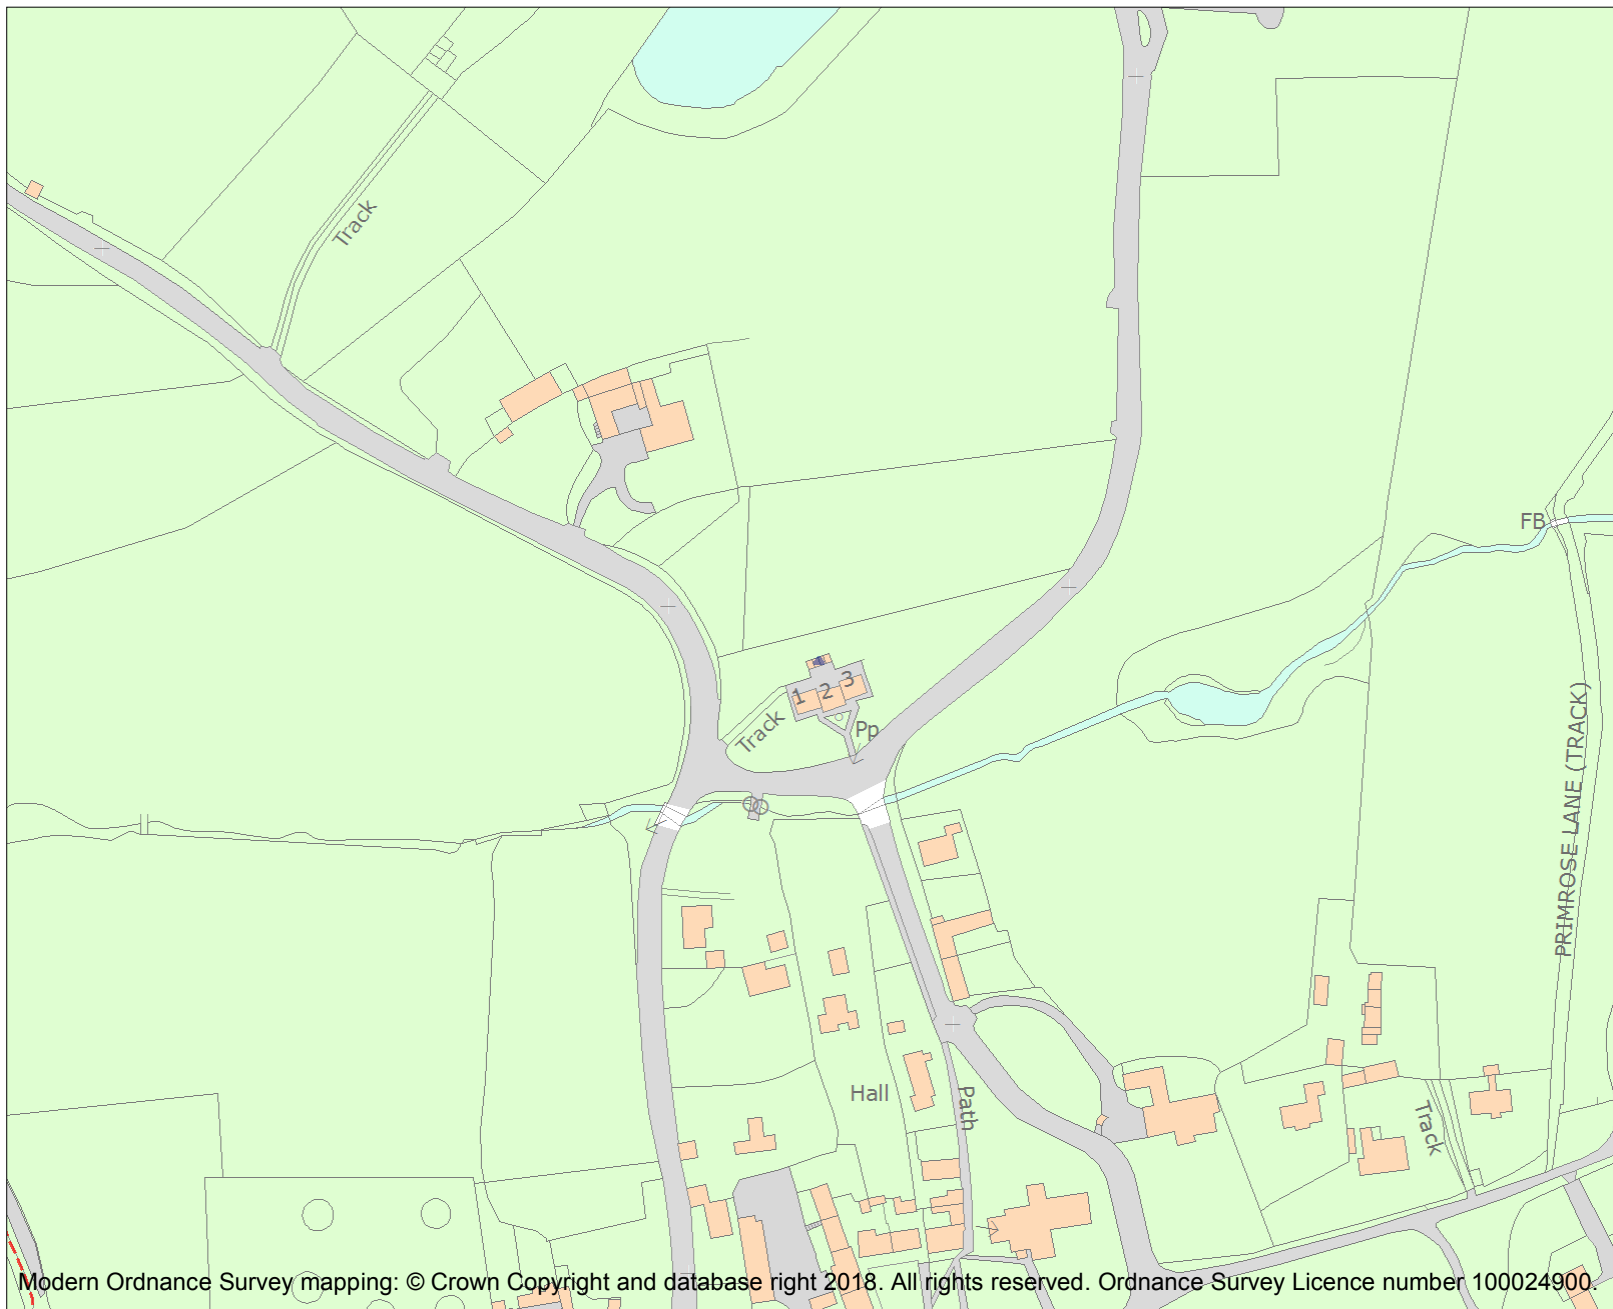 Track
FB
1 2 3
Track
Pp
PRIMROSE LANE (TRACK)
Hall
Path
Track
Modern Ordnance Survey mapping: © Crown Copyright and database right 2018. All rights reserved. Ordnance Survey Licence number 100024900.